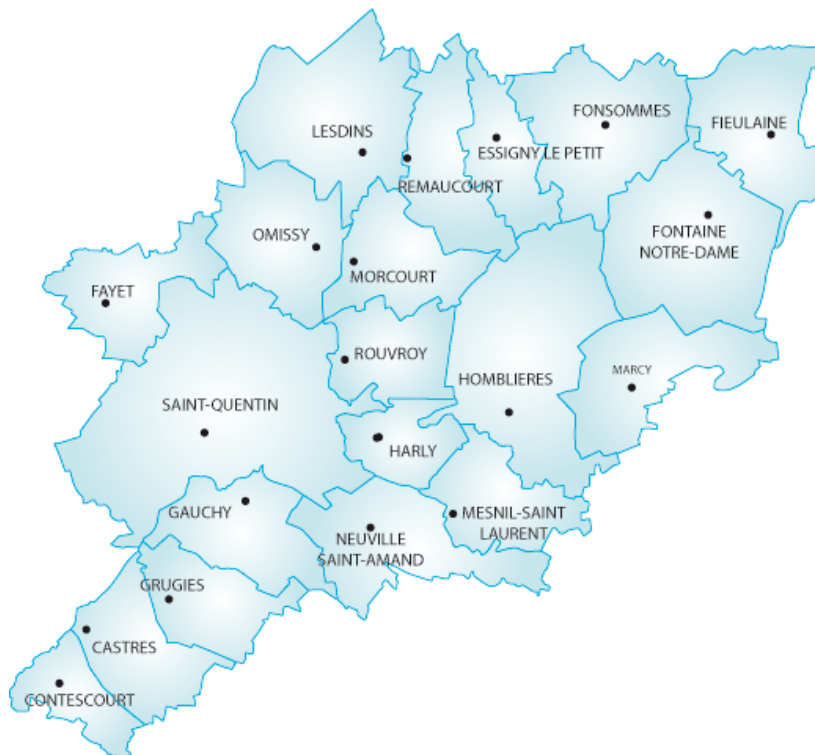 FONSOMMES
FIEULAINE
LESDINS
ESSIGNY LE PETIT
REMAUCOURT
OMISSY
FONTAINE
NOTRE-DAME
MORCOURT
FAYET
ROUVROY
MARCY
HOMBLIERES
SAINT-QUENTIN
HARLY
GAUCHY
MESNIL-SAINT
LAURENT
NEUVILLE
SAINT-AMAND
GRUGIES
CASTRES
CONTESCOURT